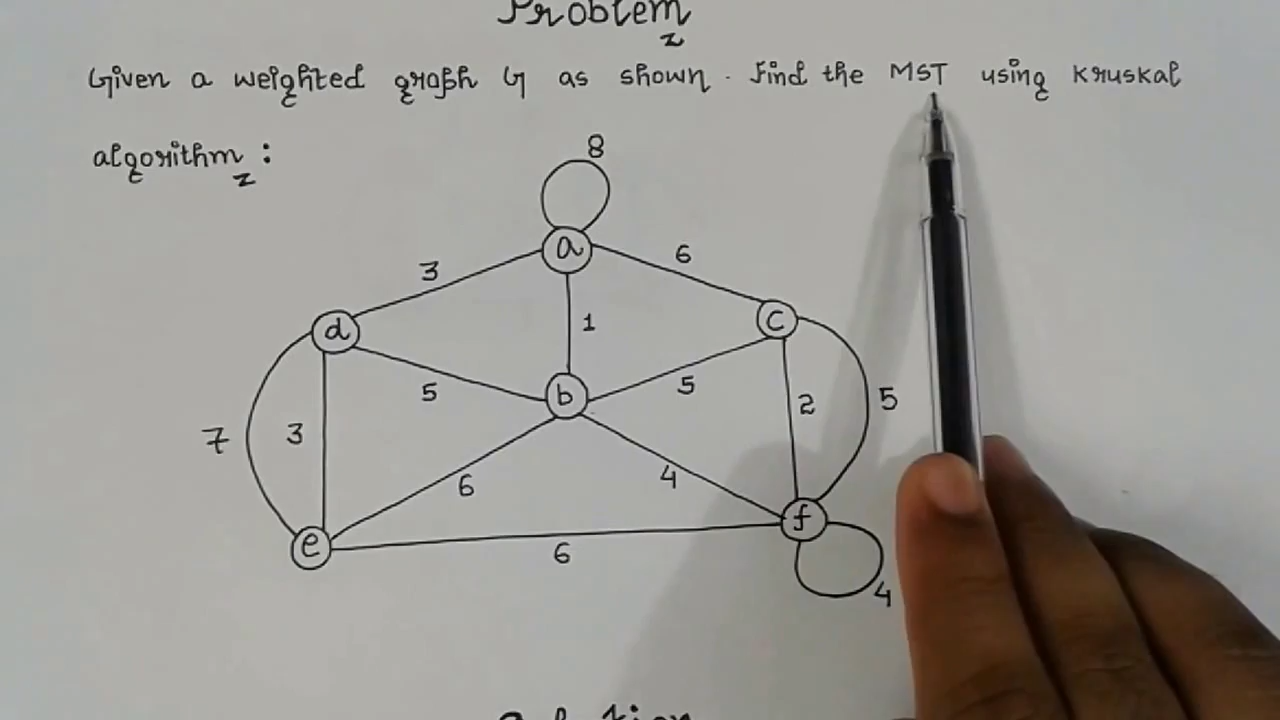 Problem
Given a weighted graph G as shown. Find the MST using Kruskal
algorithm:
8
a
3
6
d
1
c
5
b
5
2
5
7
3
6
4
f
e
6
4
Solution